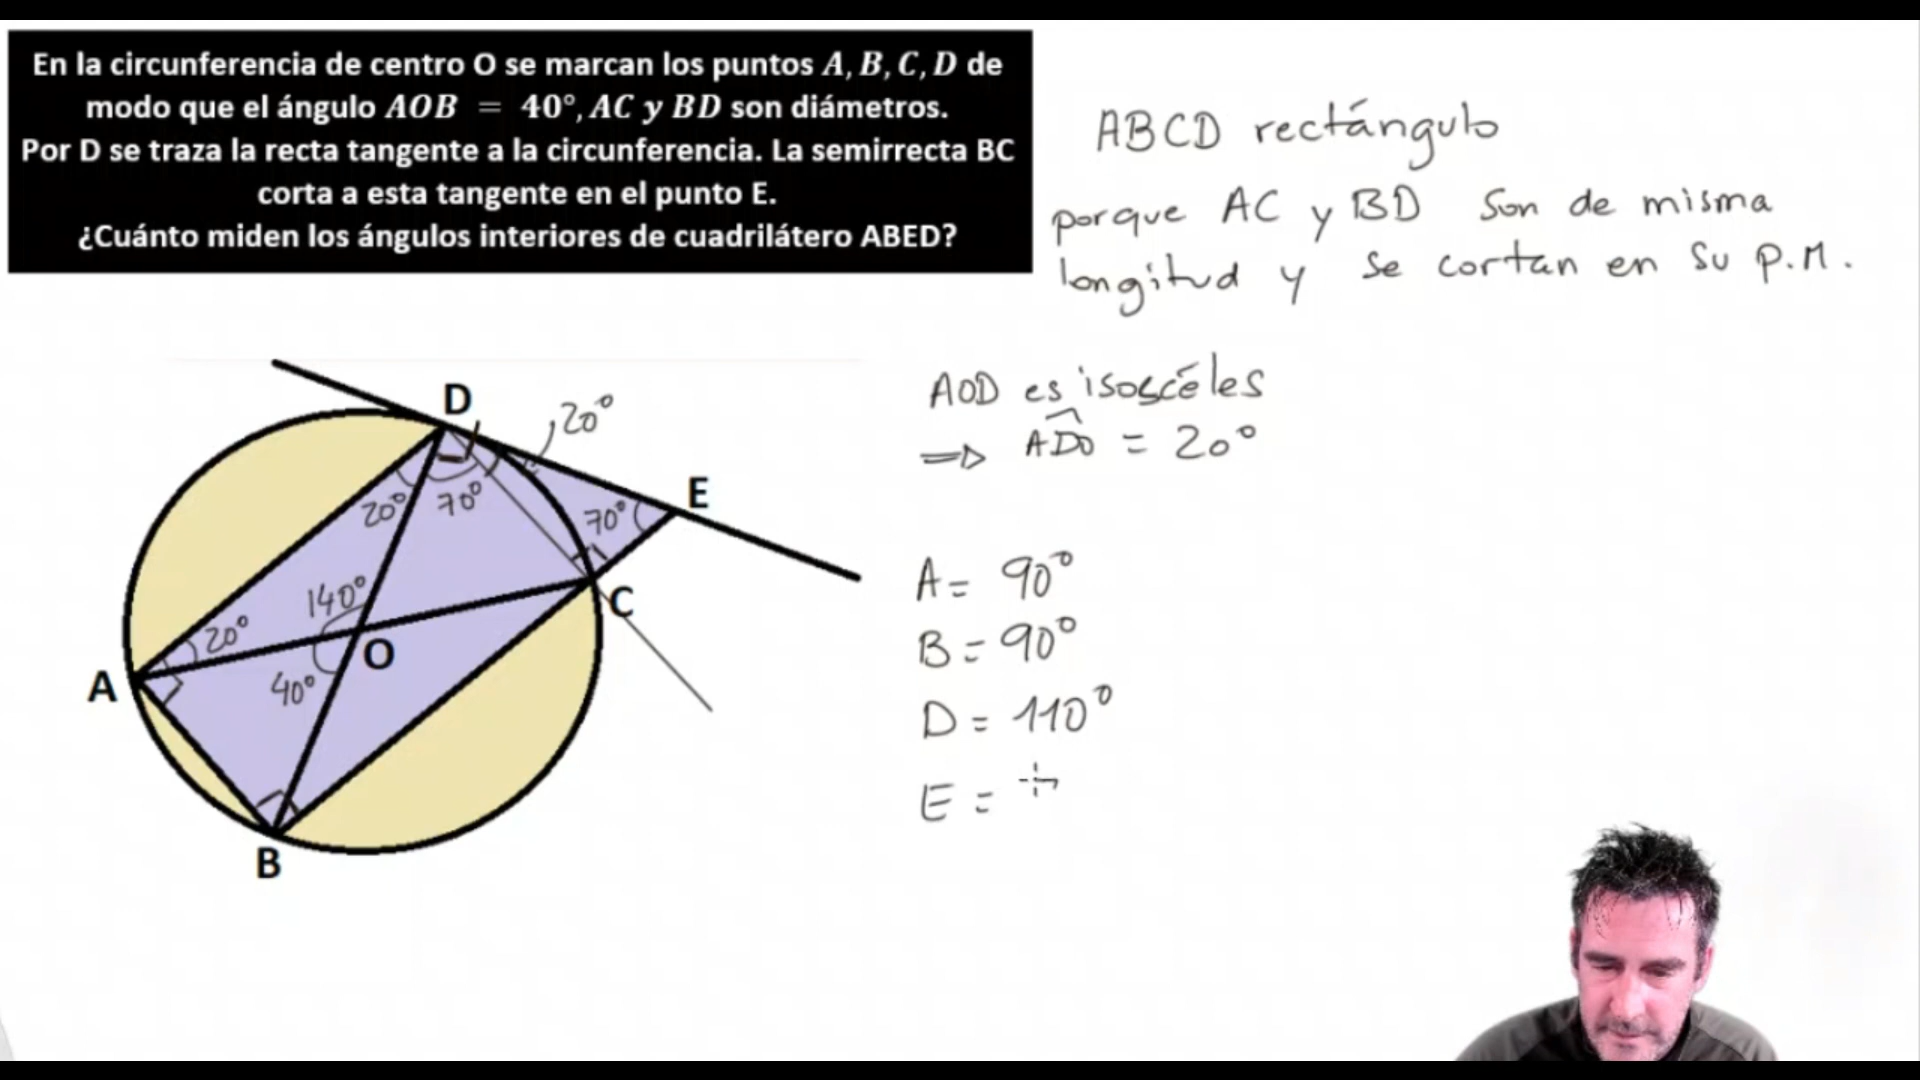 En la circunferencia de centro O se marcan los puntos A, B, C, D de
modo que el ángulo AOB = 40°, AC y BD son diámetros.
Por D se traza la recta tangente a la circunferencia. La semirrecta BC
corta a esta tangente en el punto E.
¿Cuánto miden los ángulos interiores de cuadrilátero ABED?
ABCD rectángulo
porque AC y BD son de misma
longitud y se cortan en su p.M.
AOD es isoscéles
⇒ ADO = 20°
A = 90°
B = 90°
D = 110°
E =
D
20°
E
20°
70°
70°
140°
C
20°
O
A
40°
B